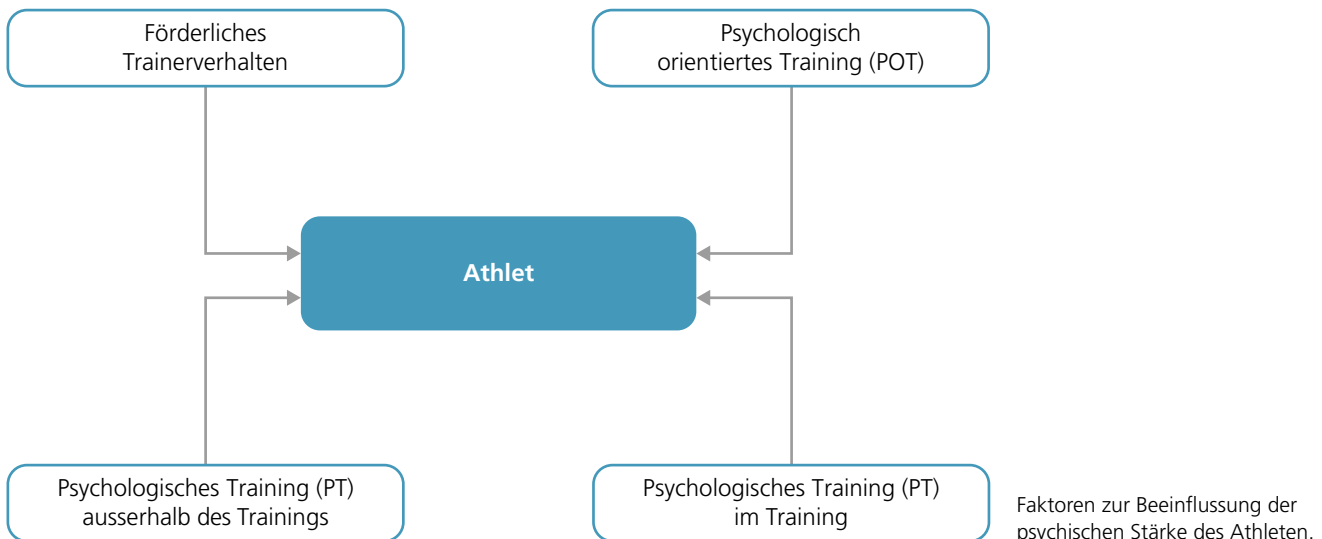 Förderliches
Trainerverhalten
Psychologisch
orientiertes Training (POT)
Athlet
Psychologisches Training (PT)
ausserhalb des Trainings
Psychologisches Training (PT)
im Training
Faktoren zur Beeinflussung der
psychischen Stärke des Athleten.